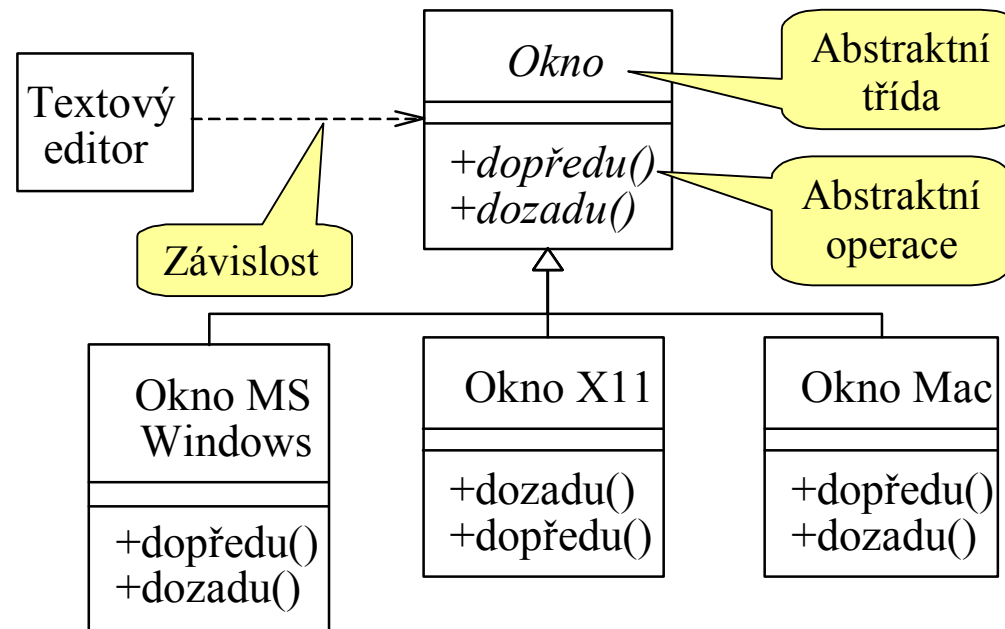 Okno
Abstraktní
třída
Textový
editor
+dopředu()
+dozadu()
Abstraktní
operace
Závislost
Okno MS
Windows
+dopředu()
+dozadu()
Okno X11
+dozadu()
+dopředu()
Okno Mac
+dopředu()
+dozadu()